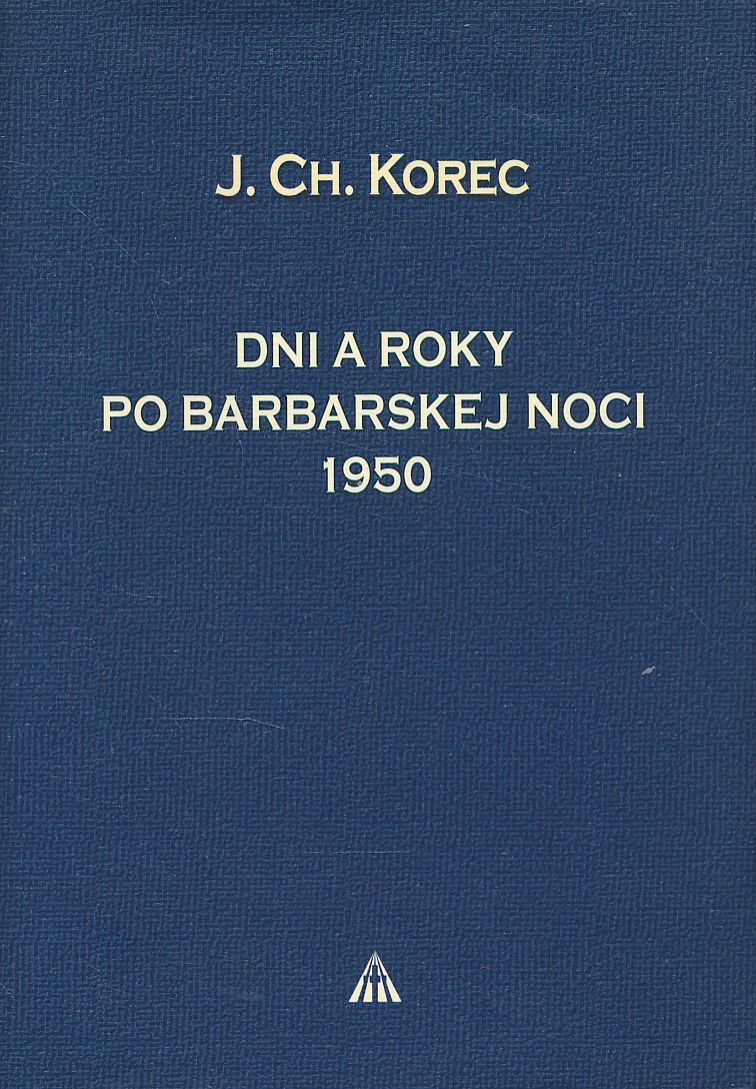 J. CH. KOREC
DNI A ROKY
PO BARBARSKEJ NOCI
1950